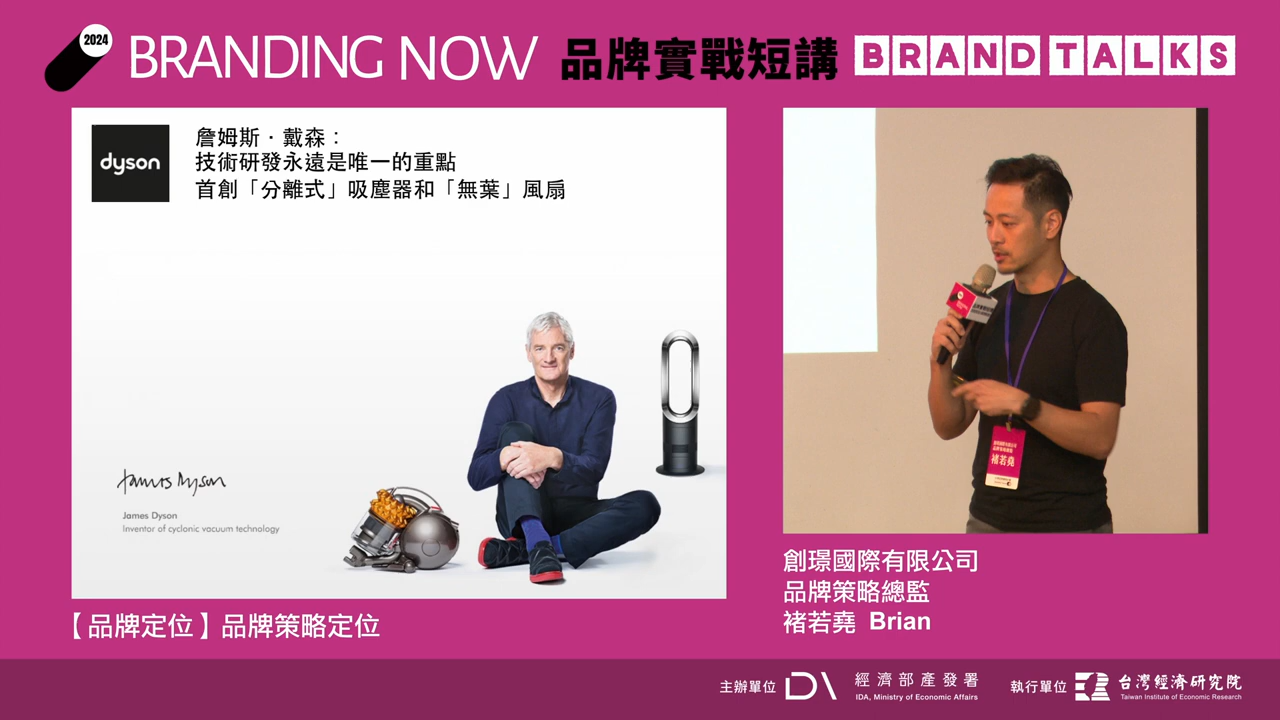 2024
BRANDING NOW 品牌實戰短講 BRAND TALKS
dyson
詹姆斯．戴森：
技術研發永遠是唯一的重點
首創「分離式」吸塵器和「無葉」風扇
James Dyson
James Dyson
Inventor of cyclonic vacuum technology
褚若堯
【品牌定位】品牌策略定位
創璟國際有限公司
品牌策略總監
褚若堯 Brian
主辦單位 IDA 經濟部產發署
IDA, Ministry of Economic Affairs
執行單位 台灣經濟研究院
Taiwan Institute of Economic Research